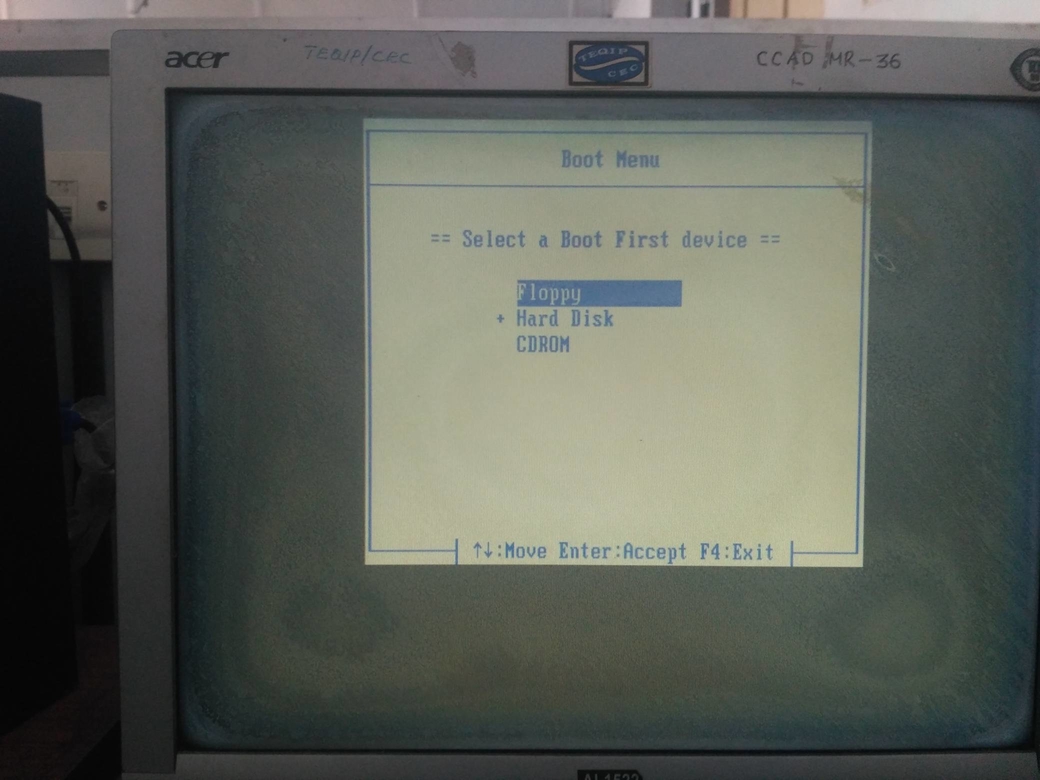 acer
TEQIP/CEC
TEQIP
CEC
CCAD MR-36
Boot Menu
== Select a Boot First device ==
Floppy
+ Hard Disk
CDROM
↑↓:Move Enter:Accept F4:Exit